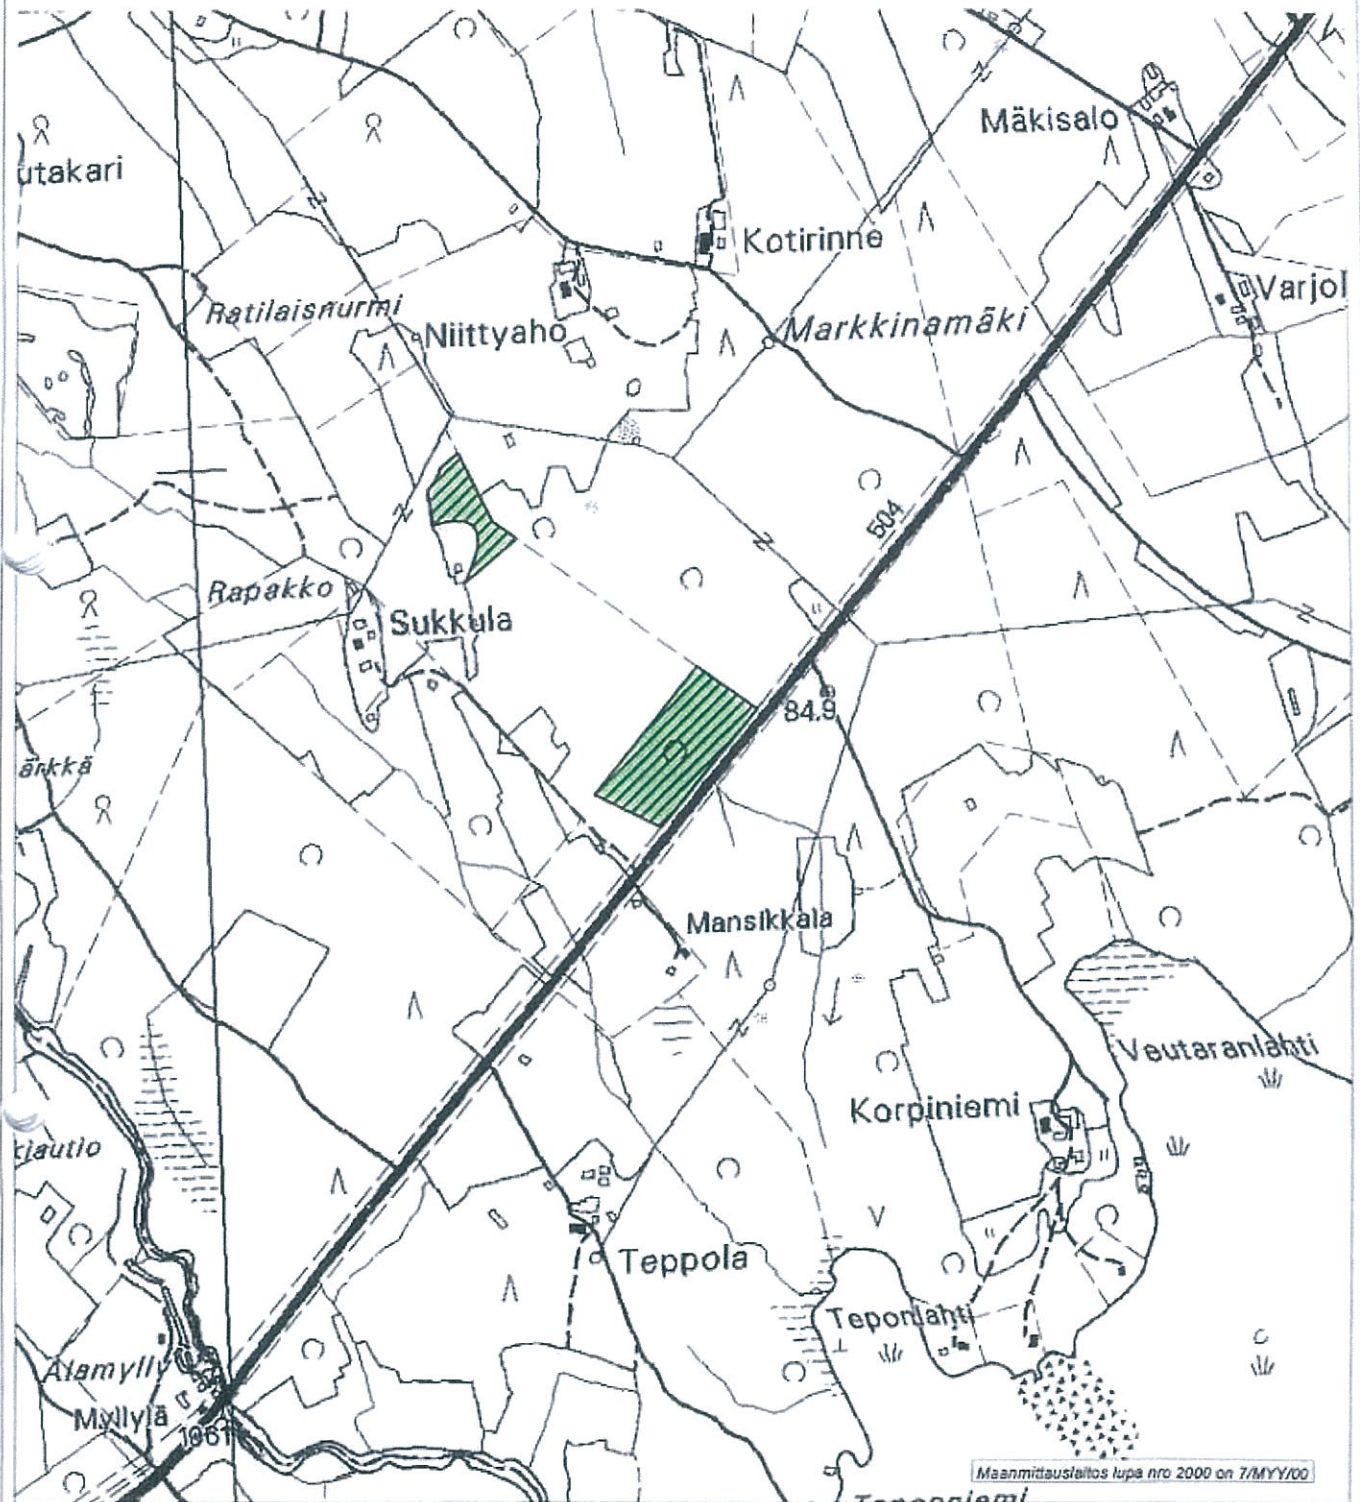 Mäkisalo
utakari
Kotirinne
Varjol
Ratilaisnurmi
Niittyaho
Markkinamäki
504
Rapakko
Sukkula
84.9
ärkkä
Mansikkala
Veutaranlahti
Korpiniemi
kiautio
Teppola
Teponlahti
Alamylly
Myllylä
1061
Maanmittauslaitos lupa nro 2000 on 7/MYY/00